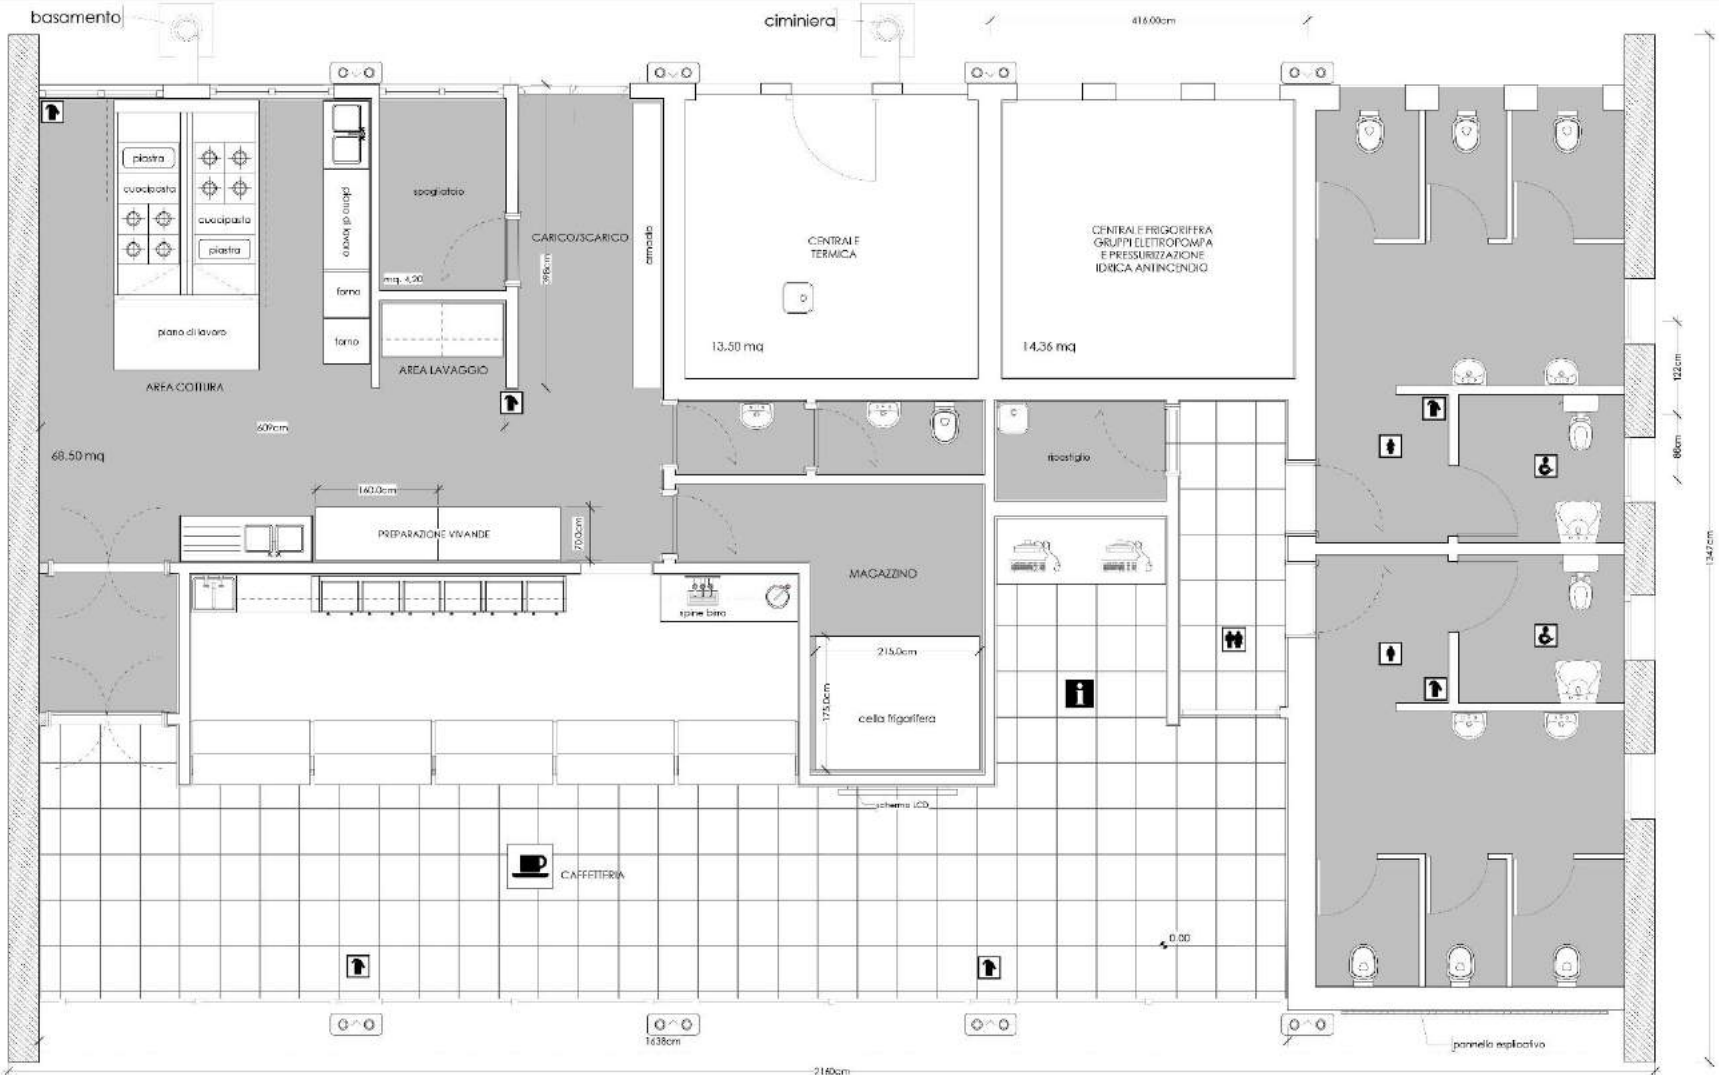 basamento
ciminiera
416.00cm
piastra
cuocipasta
cuocipasta
piastra
piano di lavoro
piano di lavoro
forno
forno
AREA COTTURA
spogliatoio
mq. 4,20
CARICO/SCARICO
398cm
armadio
AREA LAVAGGIO
CENTRALE
TERMICA
13.50 mq
CENTRALE FRIGORIFERA
GRUPPI ELETTROPOMPA
E PRESSURIZZAZIONE
IDRICA ANTINCENDIO
14,36 mq
122cm
88cm
1347cm
609cm
68.50 mq
160.0cm
PREPARAZIONE VIVANDE
70.0cm
ripostiglio
MAGAZZINO
spine birra
215.0cm
175.0cm
cella frigorifera
i
schermo LCD
CAFFETTERIA
0.00
1638cm
pannello esplicativo
2160cm